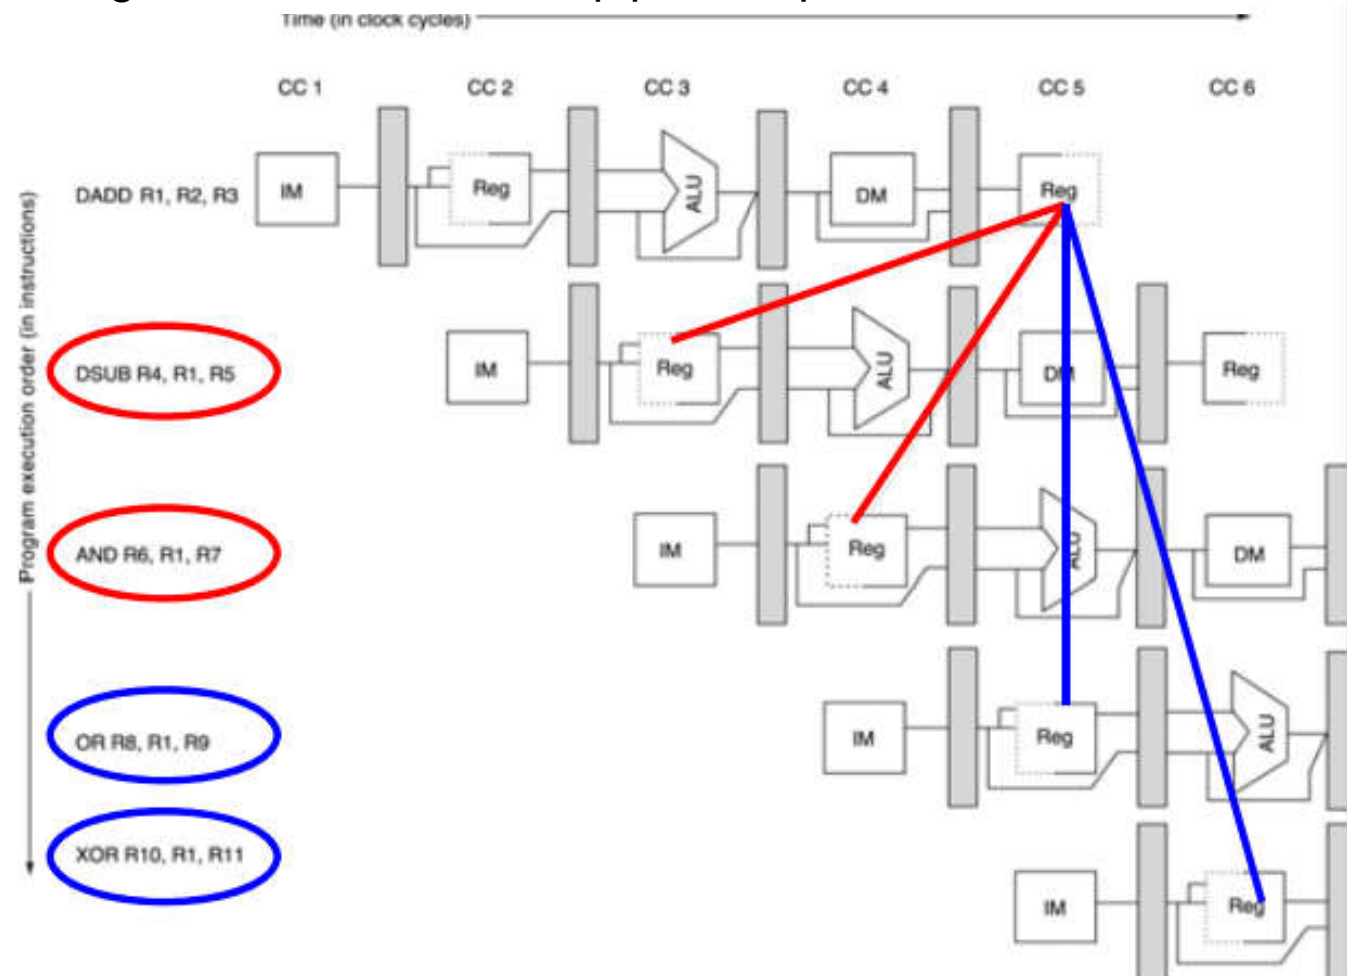 Time (in clock cycles)
CC 1 CC 2 CC 3 CC 4 CC 5 CC 6
Program execution order (in instructions)
DADD R1, R2, R3 IM Reg ALU DM Reg
DSUB R4, R1, R5 IM Reg ALU DM Reg
AND R6, R1, R7 IM Reg ALU DM
OR R8, R1, R9 IM Reg ALU
XOR R10, R1, R11 IM Reg